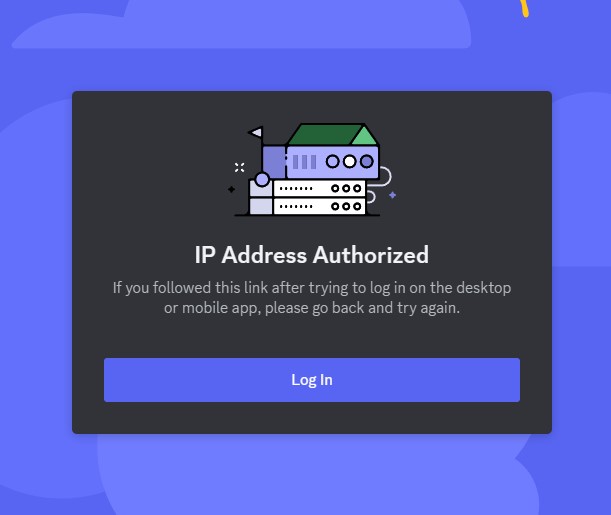 IP Address Authorized
If you followed this link after trying to log in on the desktop
or mobile app, please go back and try again.
Log In